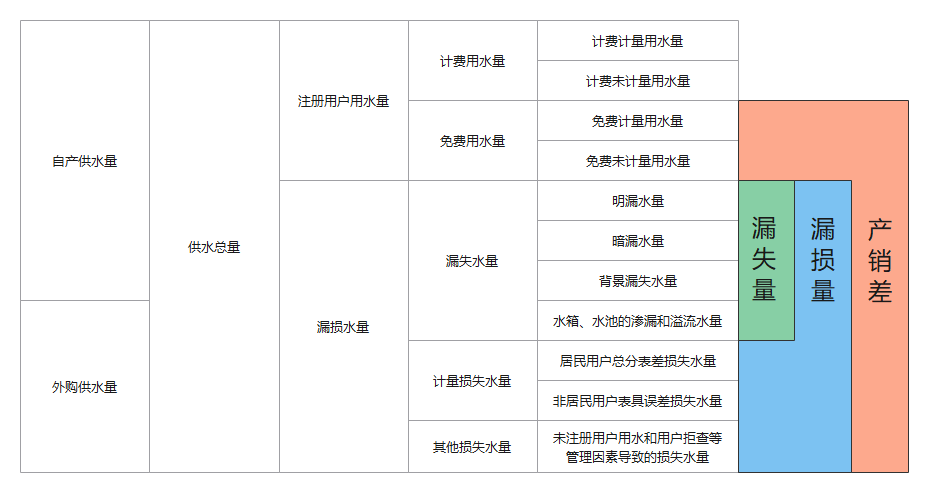 自产供水量
外购供水量
供水总量
注册用户用水量
漏损水量
计费用水量
免费用水量
漏失水量
计量损失水量
其他损失水量
计费计量用水量
计费未计量用水量
免费计量用水量
免费未计量用水量
明漏水量
暗漏水量
背景漏失水量
水箱、水池的渗漏和溢流水量
居民用户总分表差损失水量
非居民用户表具误差损失水量
未注册用户用水和用户拒查等
管理因素导致的损失水量
漏失量
漏损量
产销差